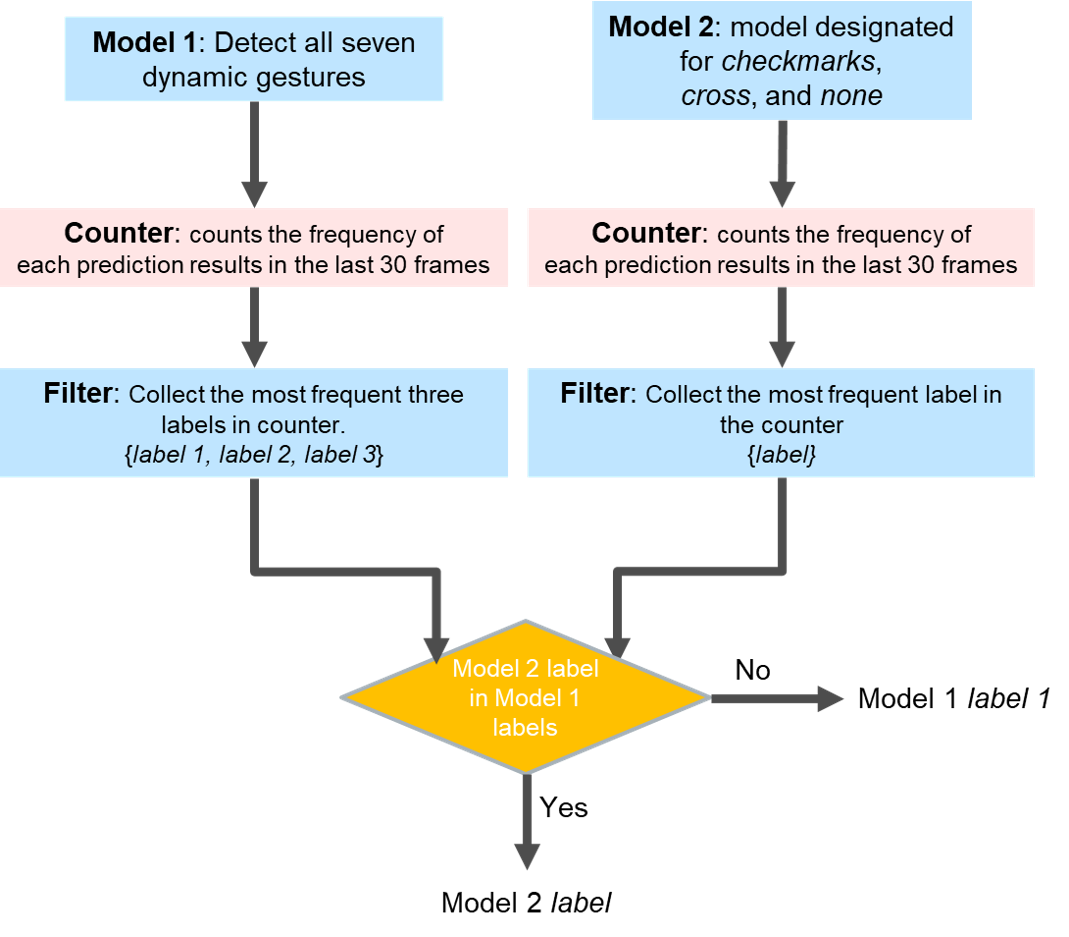 Model 1: Detect all seven
dynamic gestures
Model 2: model designated
for checkmarks,
cross, and none
Counter: counts the frequency of
each prediction results in the last 30 frames
Counter: counts the frequency of
each prediction results in the last 30 frames
Filter: Collect the most frequent three
labels in counter.
{label 1, label 2, label 3}
Filter: Collect the most frequent label in
the counter
{label}
Model 2 label
in Model 1
labels
No
Model 1 label 1
Yes
Model 2 label